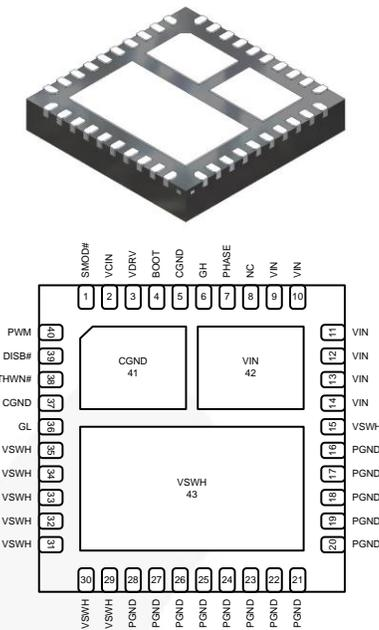 SMOD#
VCIN
VDRV
BOOT
CGND
GH
PHASE
NC
VIN
VIN
1 2 3 4 5 6 7 8 9 10
PWM 40
DISB# 39
THWN# 38
CGND 37
GL 36
VSWH 35
VSWH 34
VSWH 33
VSWH 32
VSWH 31
CGND
41
VIN
42
VSWH
43
11 VIN
12 VIN
13 VIN
14 VIN
15 VSWH
16 PGND
17 PGND
18 PGND
19 PGND
20 PGND
30 29 28 27 26 25 24 23 22 21
VSWH
VSWH
PGND
PGND
PGND
PGND
PGND
PGND
PGND
PGND